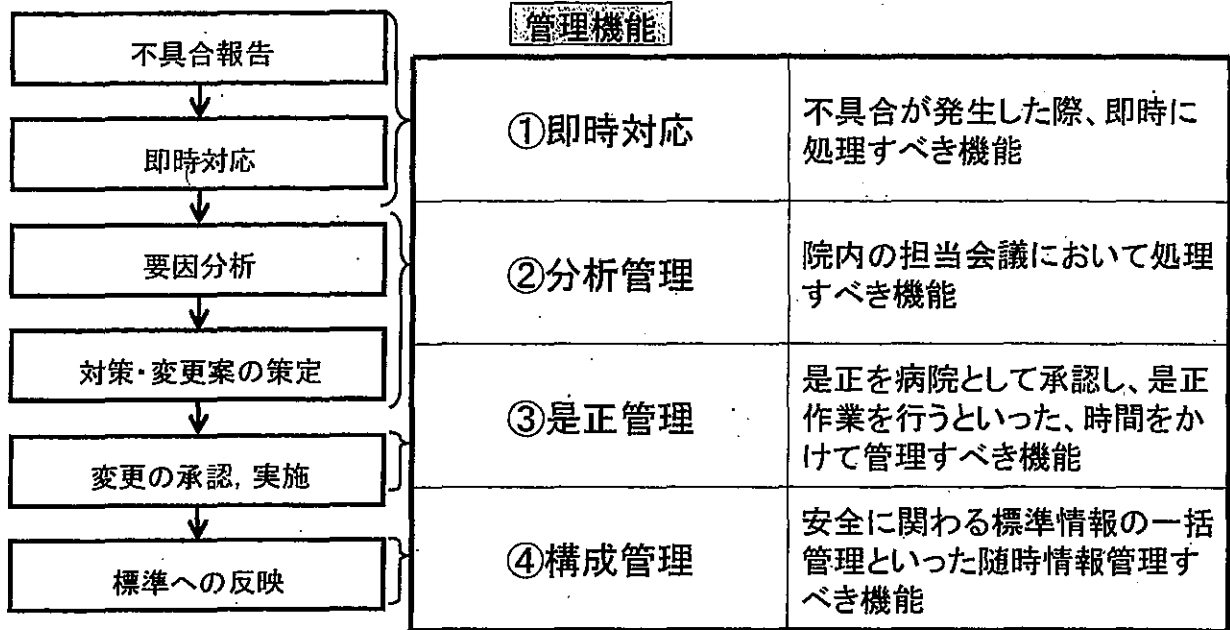 管理機能
不具合報告
即時対応
要因分析
対策・変更案の策定
変更の承認, 実施
標準への反映
①即時対応
不具合が発生した際、即時に
処理すべき機能
②分析管理
院内の担当会議において処理
すべき機能
③是正管理
是正を病院として承認し、是正
作業を行うといった、時間をか
けて管理すべき機能
④構成管理
安全に関わる標準情報の一括
管理といった随時情報管理す
べき機能